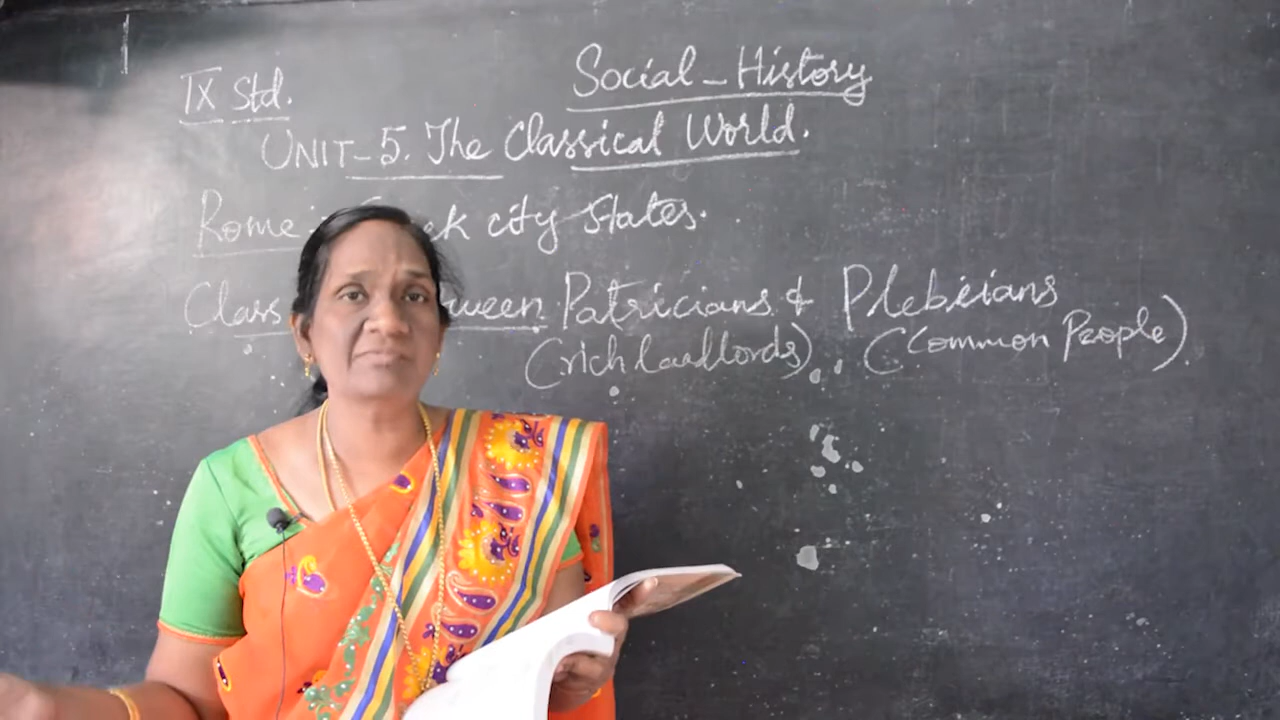 IX Std.
Social - History
UNIT - 5. The Classical World.
Rome : city States.
Class Patricians & Plebeians
(rich landlords) (Common People)